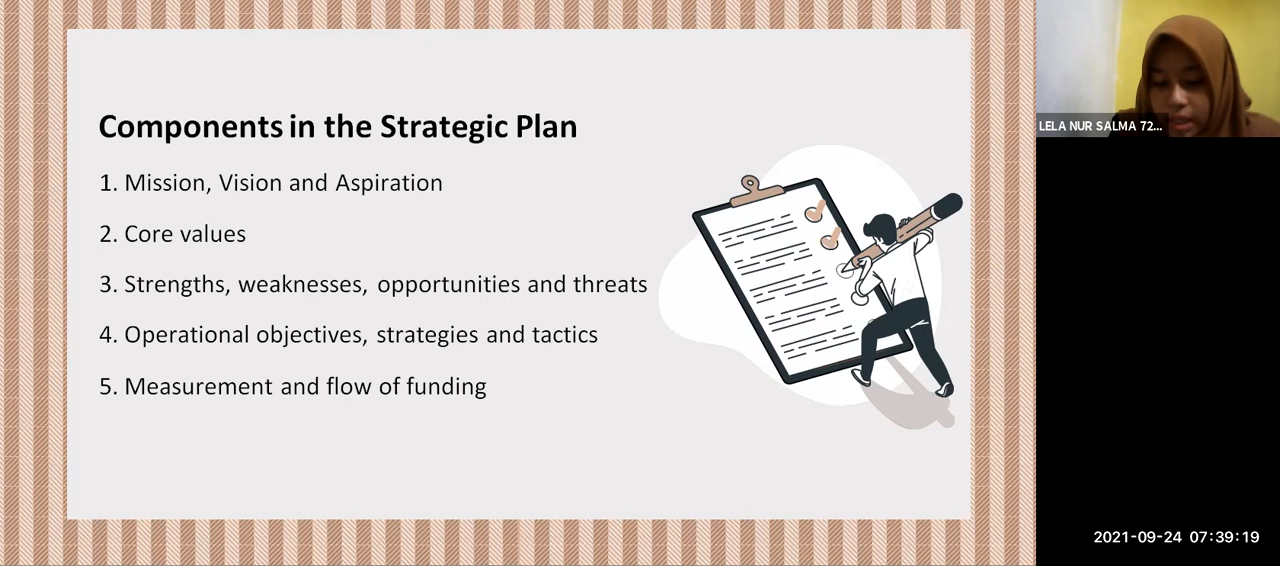 Components in the Strategic Plan
1. Mission, Vision and Aspiration
2. Core values
3. Strengths, weaknesses, opportunities and threats
4. Operational objectives, strategies and tactics
5. Measurement and flow of funding
LELA NUR SALMA 72...
2021-09-24 07:39:19